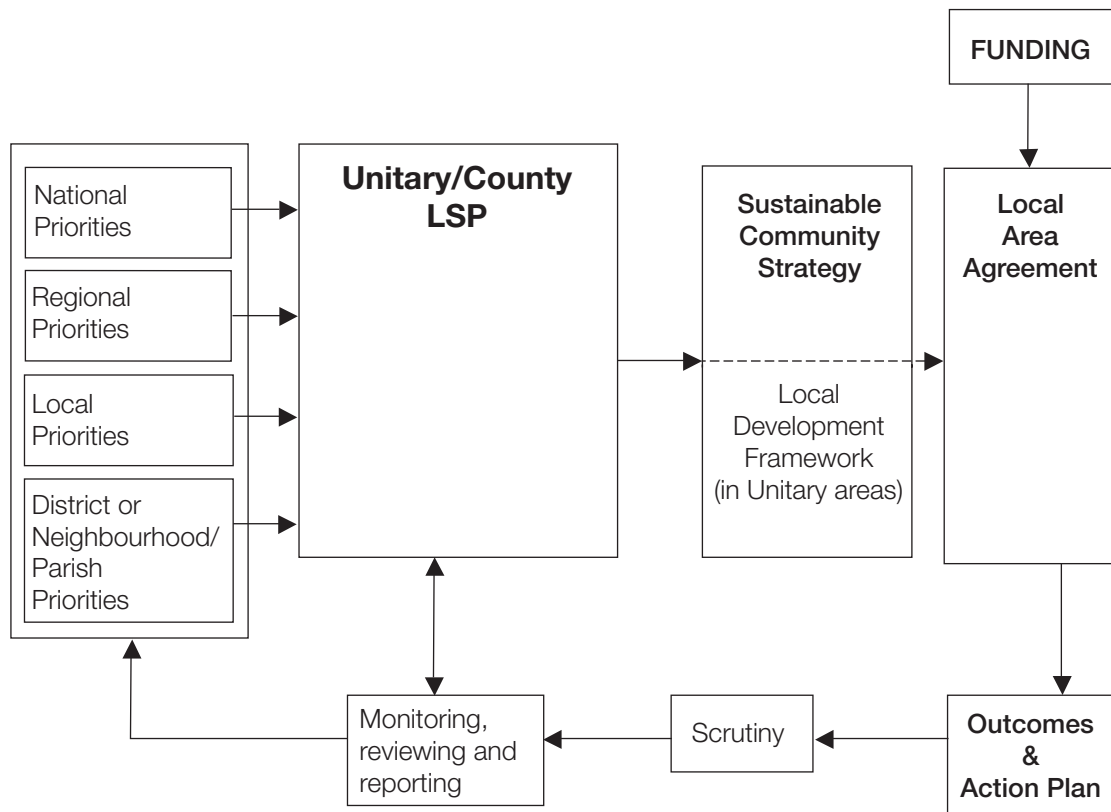 FUNDING
National
Priorities
Regional
Priorities
Local
Priorities
District or
Neighbourhood/
Parish
Priorities
Unitary/County
LSP
Sustainable
Community
Strategy
Local
Development
Framework
(in Unitary areas)
Local
Area
Agreement
Monitoring,
reviewing and
reporting
Scrutiny
Outcomes
&
Action Plan